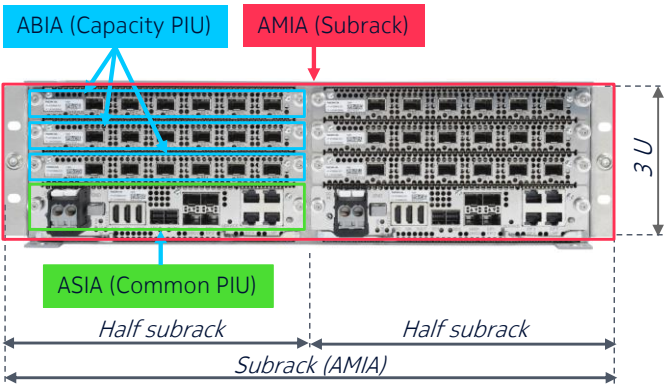 ABIA (Capacity PIU)
AMIA (Subrack)
3 U
ASIA (Common PIU)
Half subrack
Half subrack
Subrack (AMIA)